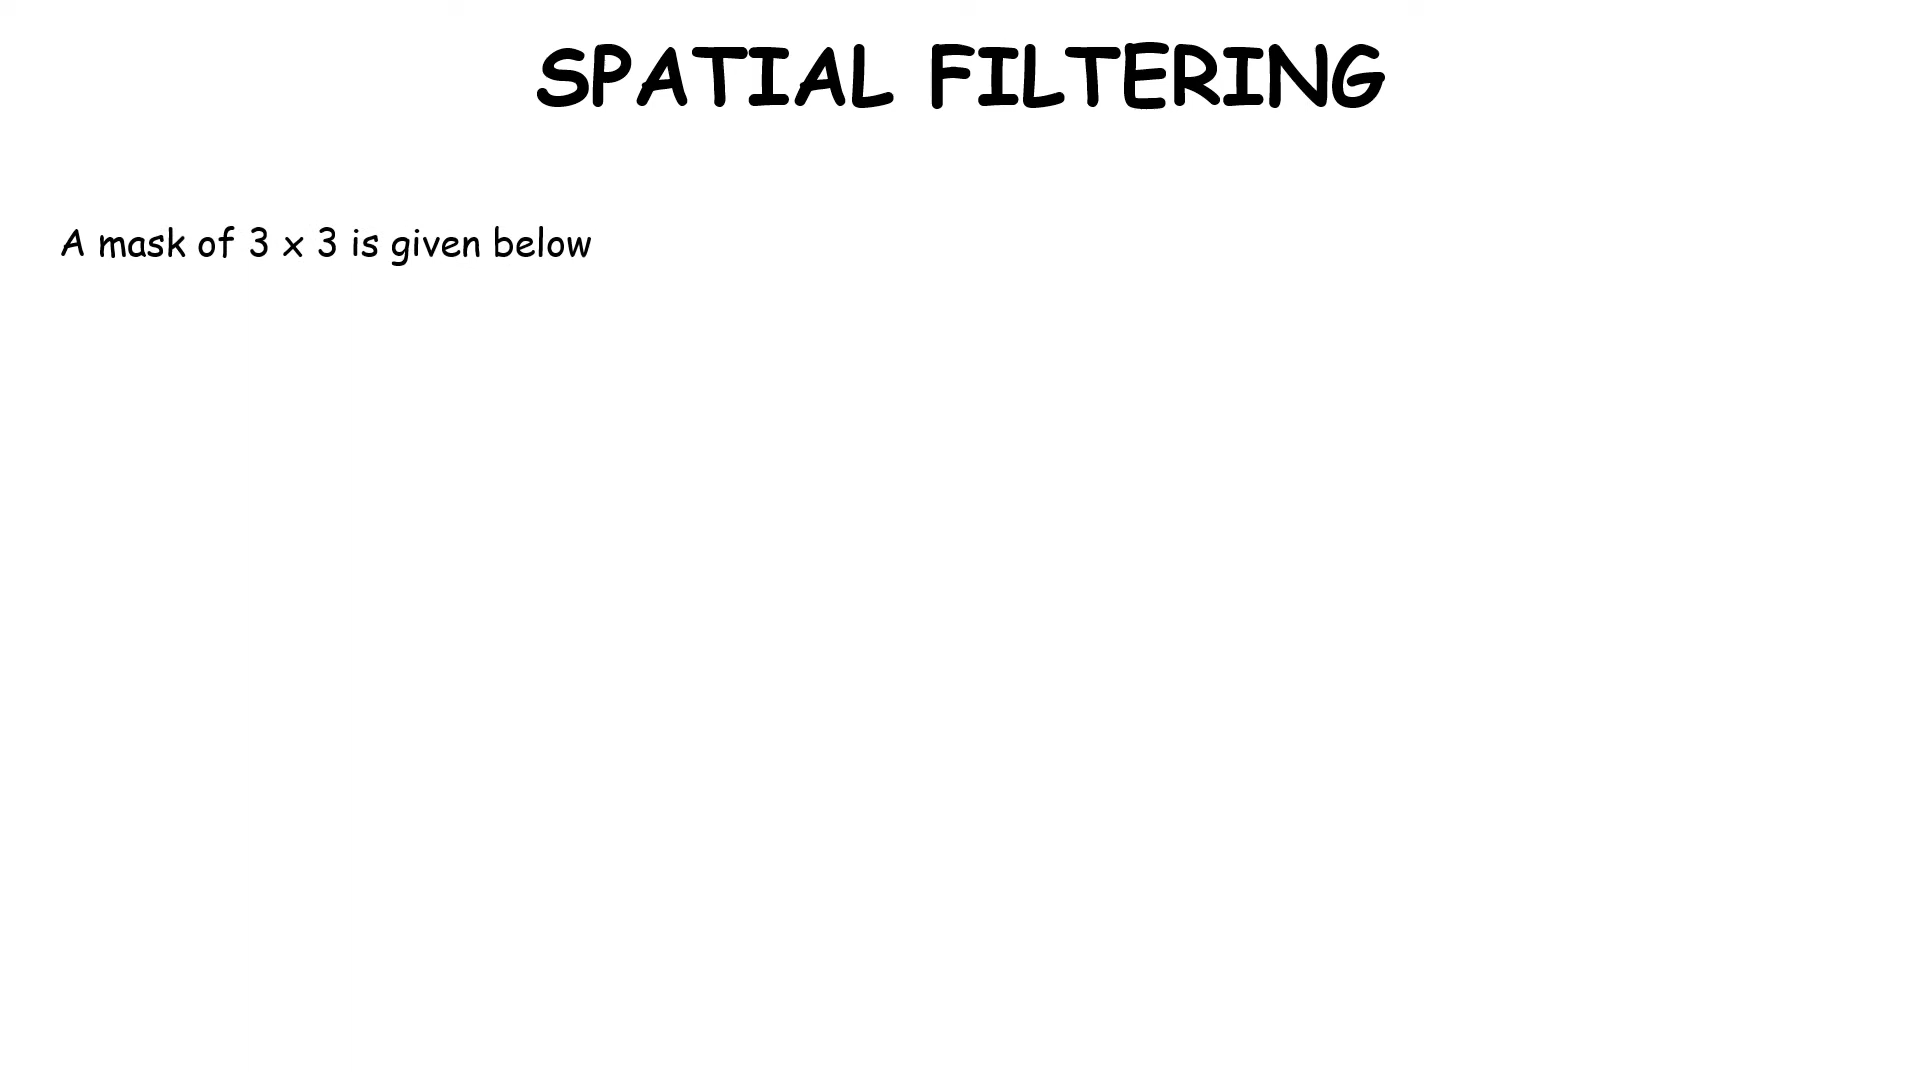 SPATIAL FILTERING
A mask of 3 x 3 is given below